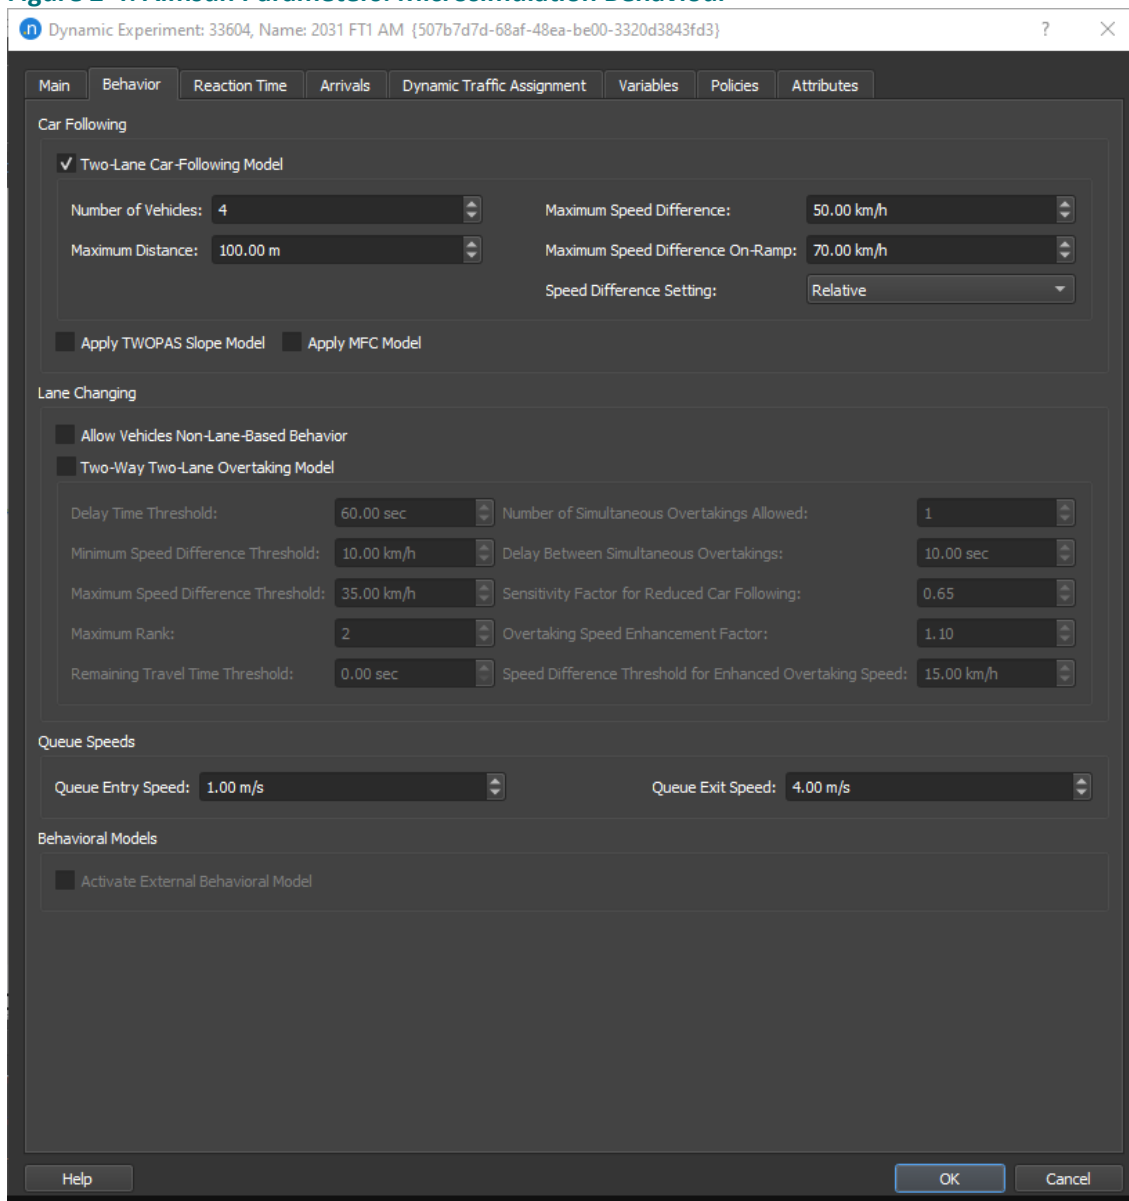 Figure 2-4: Aimsun Parameters: Microsimulation Behaviour
.n Dynamic Experiment: 33604, Name: 2031 FT1 AM {507b7d7d-68af-48ea-be00-3320d3843fd3} ? ×
Main Behavior Reaction Time Arrivals Dynamic Traffic Assignment Variables Policies Attributes
Car Following
Two-Lane Car-Following Model
Number of Vehicles: 4 Maximum Speed Difference: 50.00 km/h
Maximum Distance: 100.00 m Maximum Speed Difference On-Ramp: 70.00 km/h
Speed Difference Setting: Relative
Apply TWOPAS Slope Model Apply MFC Model
Lane Changing
Allow Vehicles Non-Lane-Based Behavior
Two-Way Two-Lane Overtaking Model
Delay Time Threshold: 60.00 sec Number of Simultaneous Overtakings Allowed: 1
Minimum Speed Difference Threshold: 10.00 km/h Delay Between Simultaneous Overtakings: 10.00 sec
Maximum Speed Difference Threshold: 35.00 km/h Sensitivity Factor for Reduced Car Following: 0.65
Maximum Rank: 2 Overtaking Speed Enhancement Factor: 1.10
Remaining Travel Time Threshold: 0.00 sec Speed Difference Threshold for Enhanced Overtaking Speed: 15.00 km/h
Queue Speeds
Queue Entry Speed: 1.00 m/s Queue Exit Speed: 4.00 m/s
Behavioral Models
Activate External Behavioral Model
Help OK Cancel